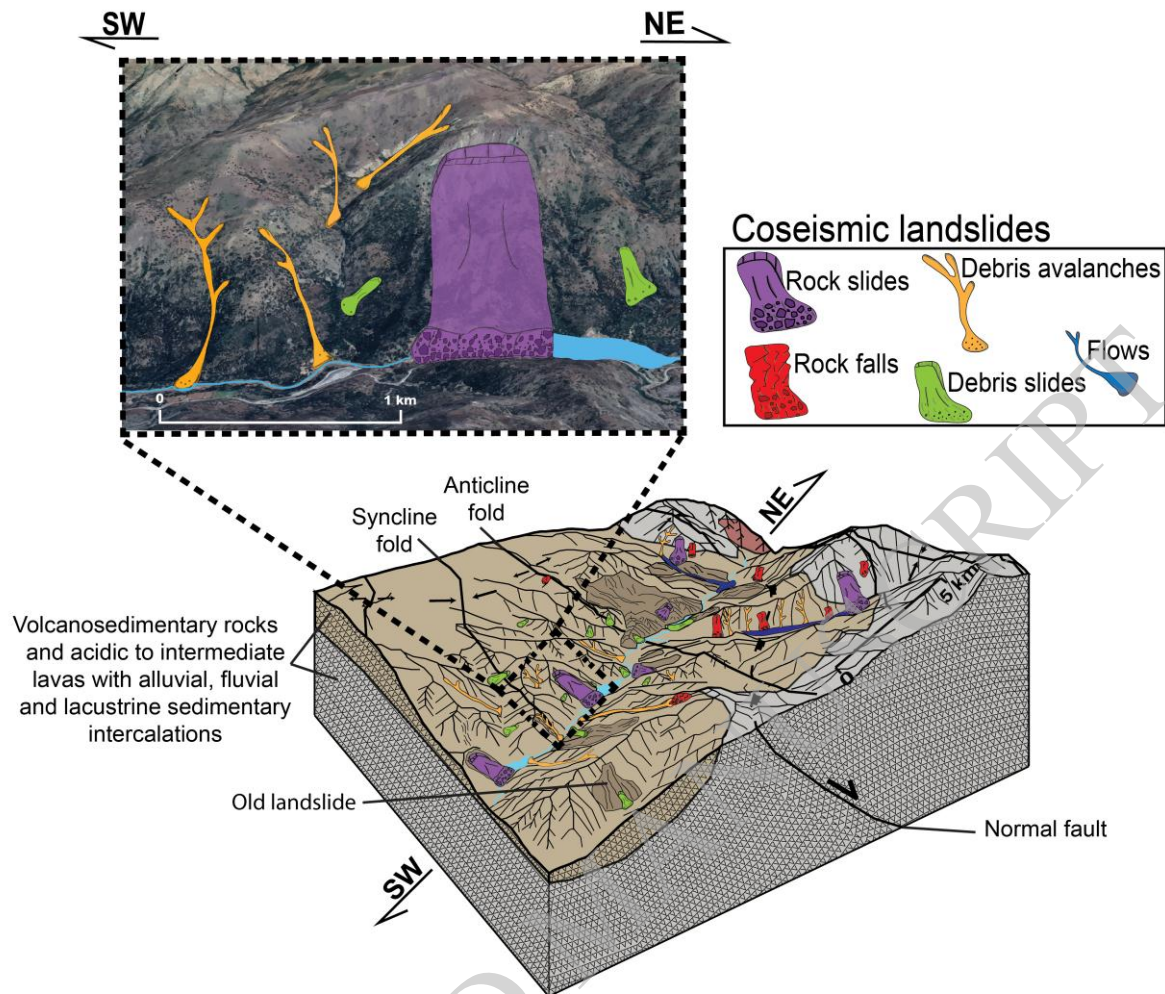 SW
NE
0
1 km
Coseismic landslides
Rock slides
Debris avalanches
Rock falls
Debris slides
Flows
Anticline
fold
Syncline
fold
NE
5 km
0
Volcanosedimentary rocks
and acidic to intermediate
lavas with alluvial, fluvial
and lacustrine sedimentary
intercalations
Old landslide
Normal fault
SW